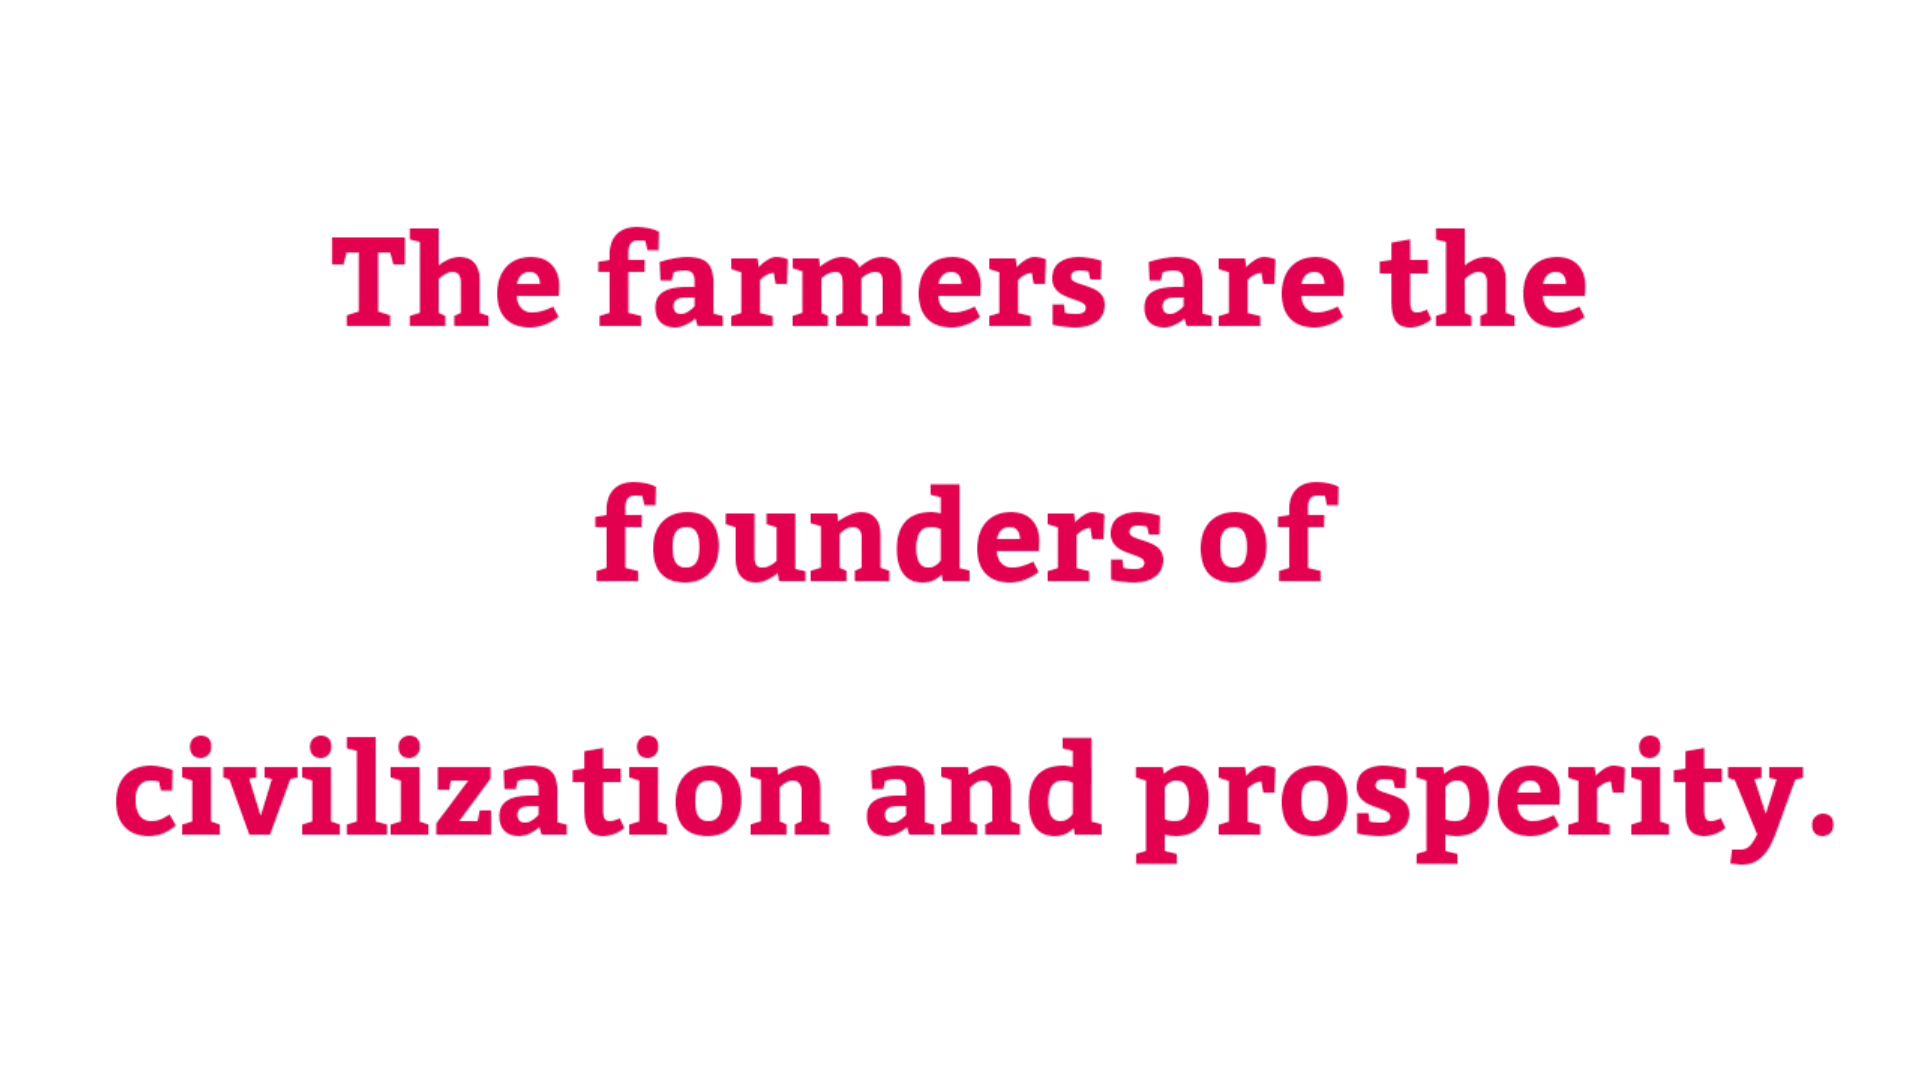 The farmers are the
founders of
civilization and prosperity.